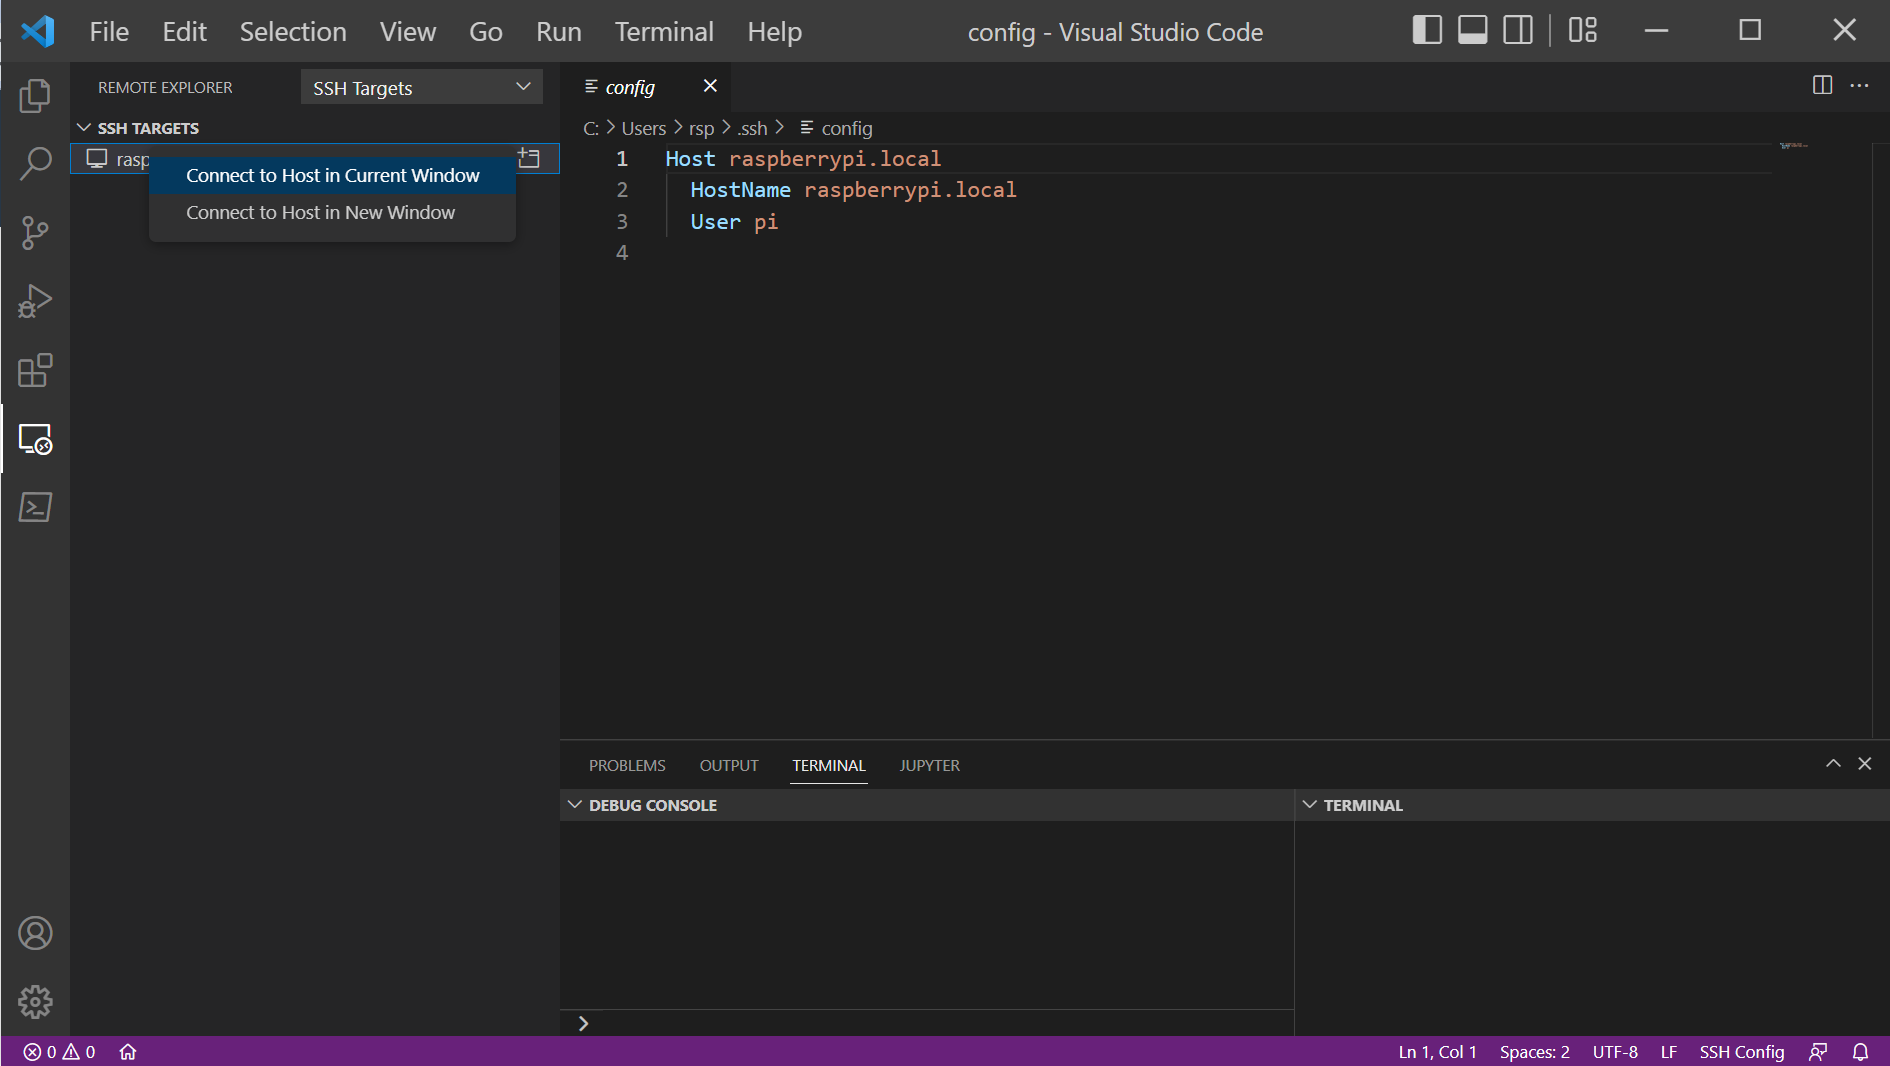 File Edit Selection View Go Run Terminal Help config - Visual Studio Code
REMOTE EXPLORER SSH Targets
SSH TARGETS
rasp
Connect to Host in Current Window
Connect to Host in New Window
config
C: > Users > rsp > .ssh > config
1 Host raspberrypi.local
2 HostName raspberrypi.local
3 User pi
4
PROBLEMS OUTPUT TERMINAL JUPYTER
DEBUG CONSOLE
TERMINAL
0 0 Ln 1, Col 1 Spaces: 2 UTF-8 LF SSH Config